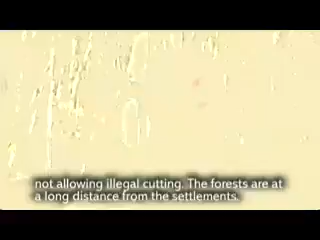 not allowing illegal cutting. The forests are at
a long distance from the settlements.